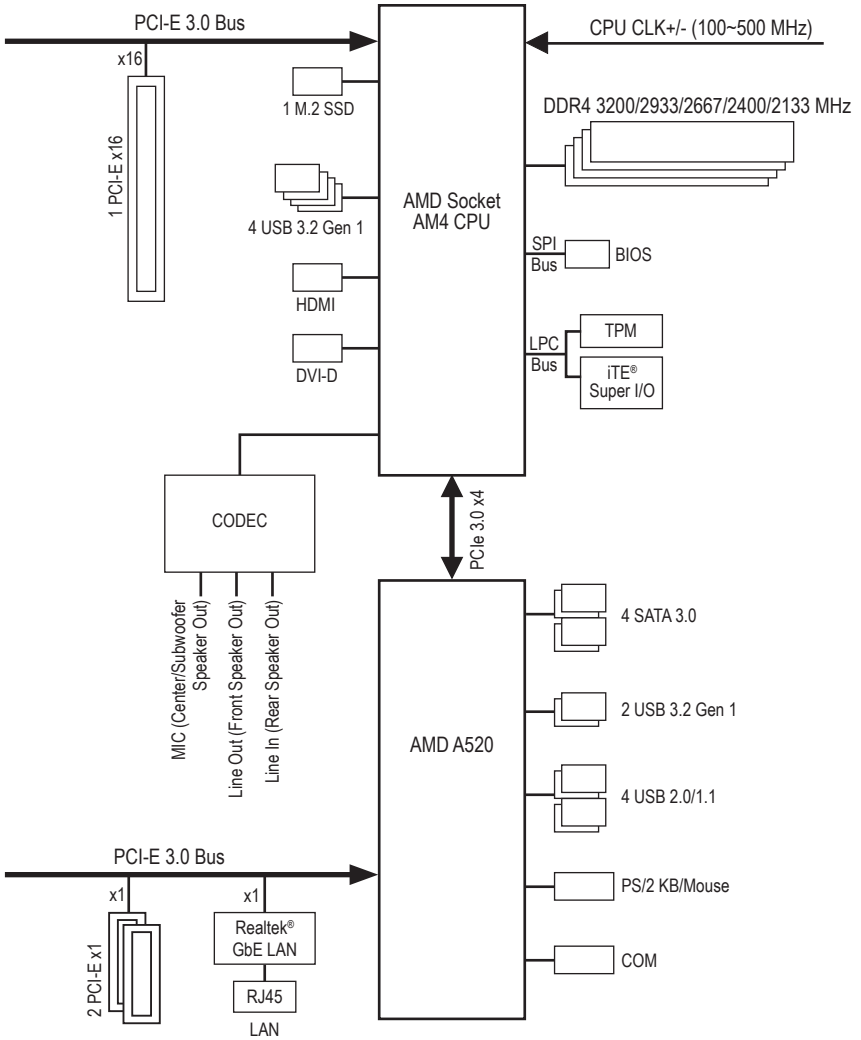 PCI-E 3.0 Bus
CPU CLK+/- (100~500 MHz)
x16
1 PCI-E x16
1 M.2 SSD
DDR4 3200/2933/2667/2400/2133 MHz
4 USB 3.2 Gen 1
AMD Socket
AM4 CPU
SPI
Bus
BIOS
HDMI
LPC
Bus
TPM
iTE®
Super I/O
DVI-D
CODEC
PCIe 3.0 x4
MIC (Center/Subwoofer
Speaker Out)
Line Out (Front Speaker Out)
Line In (Rear Speaker Out)
4 SATA 3.0
2 USB 3.2 Gen 1
AMD A520
4 USB 2.0/1.1
PCI-E 3.0 Bus
x1
x1
2 PCI-E x1
Realtek®
GbE LAN
RJ45
LAN
PS/2 KB/Mouse
COM